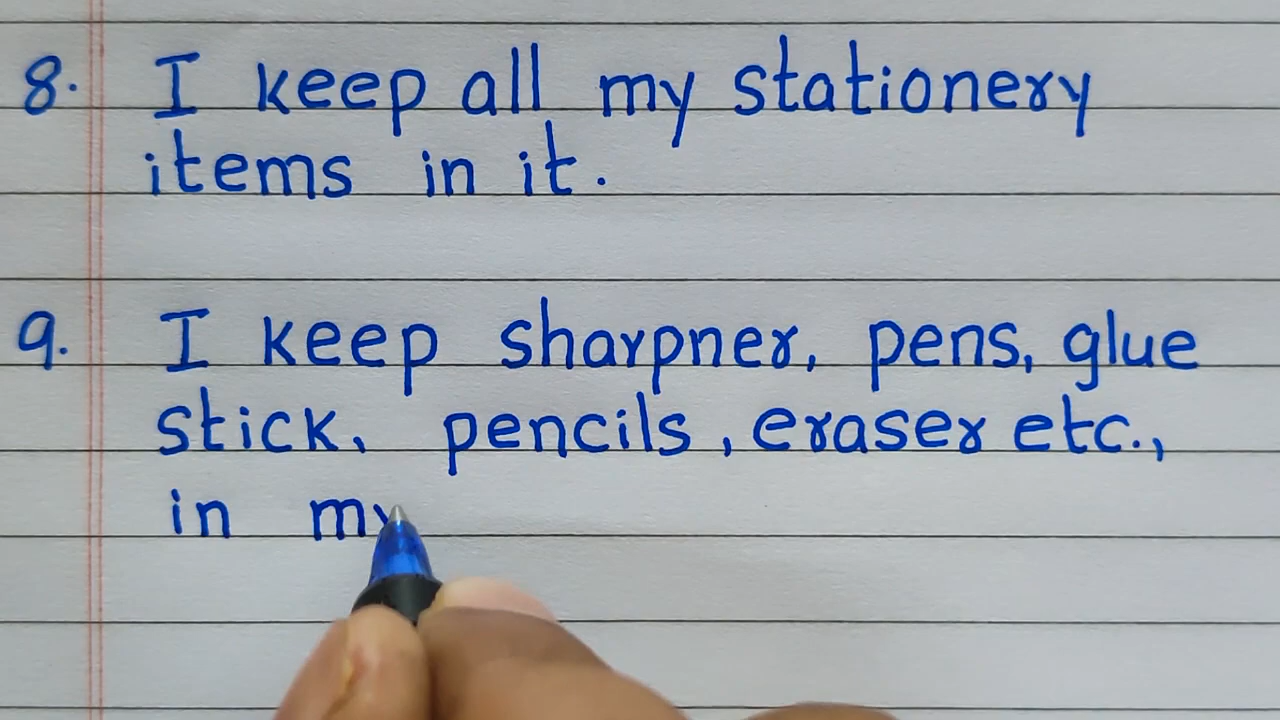 8. I keep all my stationery
items in it.
9. I keep sharpner, pens, glue
stick, pencils, eraser etc.,
in my